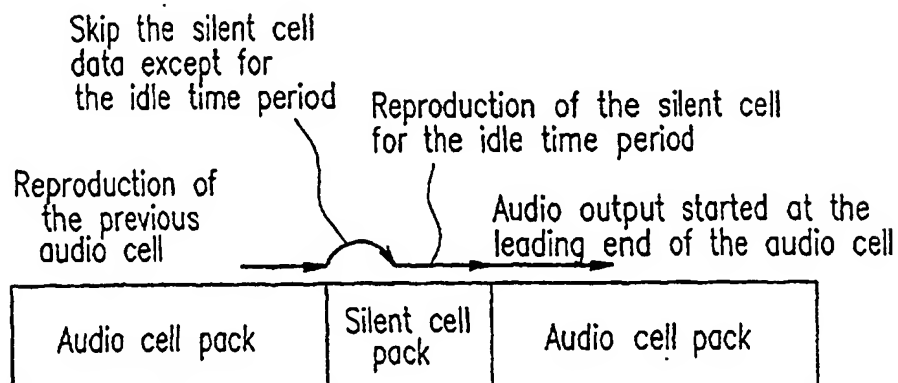 Skip the silent cell
data except for
the idle time period
Reproduction of the silent cell
for the idle time period
Reproduction of
the previous
audio cell
Audio output started at the
leading end of the audio cell
Audio cell pack
Silent cell
pack
Audio cell pack